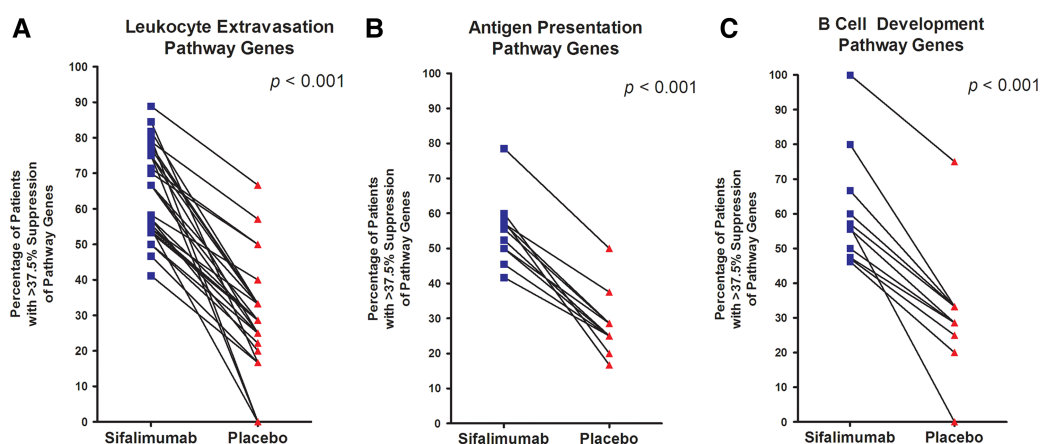 A
Leukocyte Extravasation
Pathway Genes
p < 0.001
Percentage of Patients
with >37.5% Suppression
of Pathway Genes
100
90
80
70
60
50
40
30
20
10
0
Sifalimumab Placebo
B
Antigen Presentation
Pathway Genes
p < 0.001
Percentage of Patients
with >37.5% Suppression
of Pathway Genes
100
90
80
70
60
50
40
30
20
10
0
Sifalimumab Placebo
C
B Cell Development
Pathway Genes
p < 0.001
Percentage of Patients
with >37.5% Suppression
of Pathway Genes
100
90
80
70
60
50
40
30
20
10
0
Sifalimumab Placebo